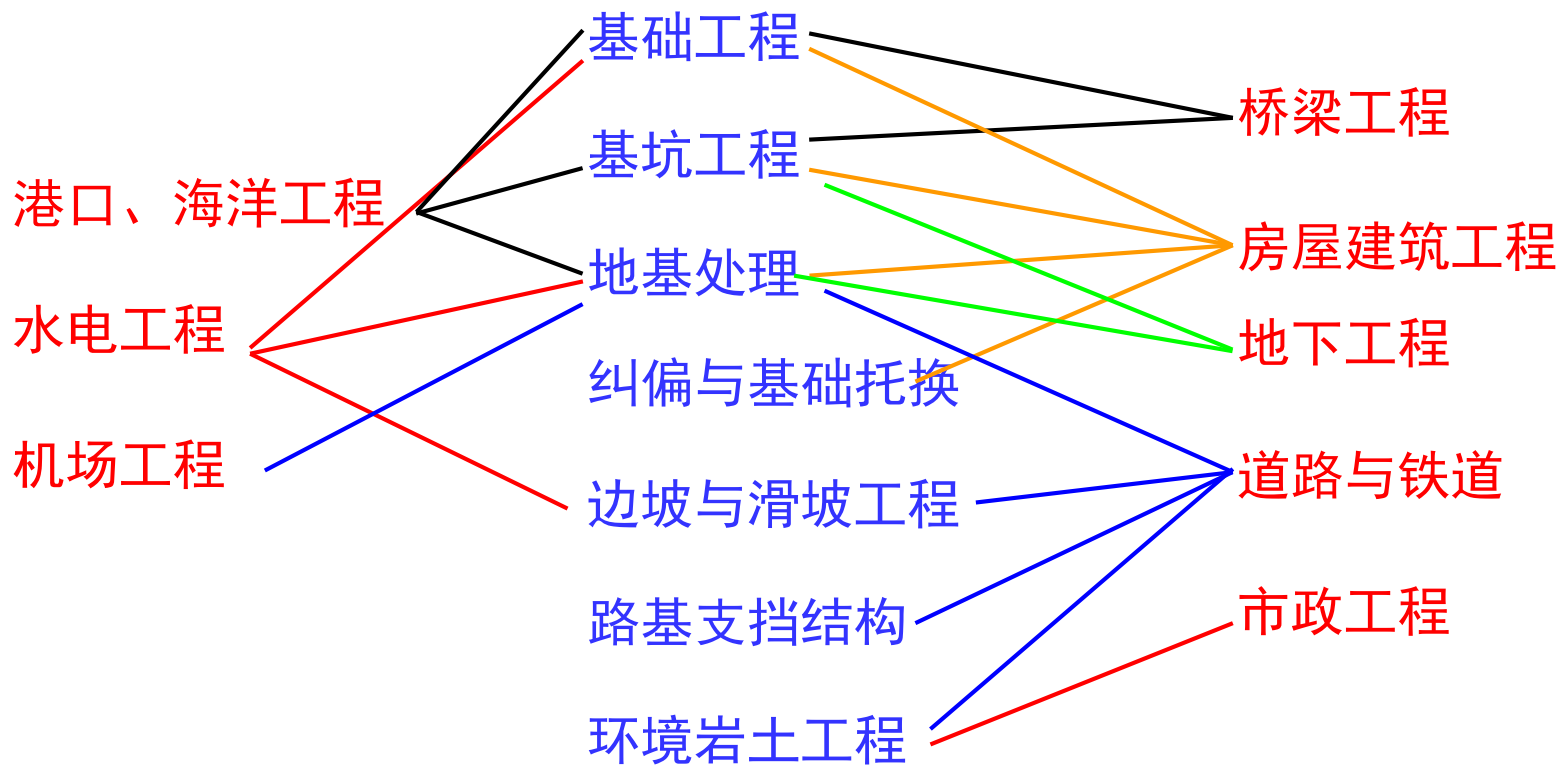 港口、海洋工程
水电工程
机场工程
基础工程
基坑工程
地基处理
纠偏与基础托换
边坡与滑坡工程
路基支挡结构
环境岩土工程
桥梁工程
房屋建筑工程
地下工程
道路与铁道
市政工程